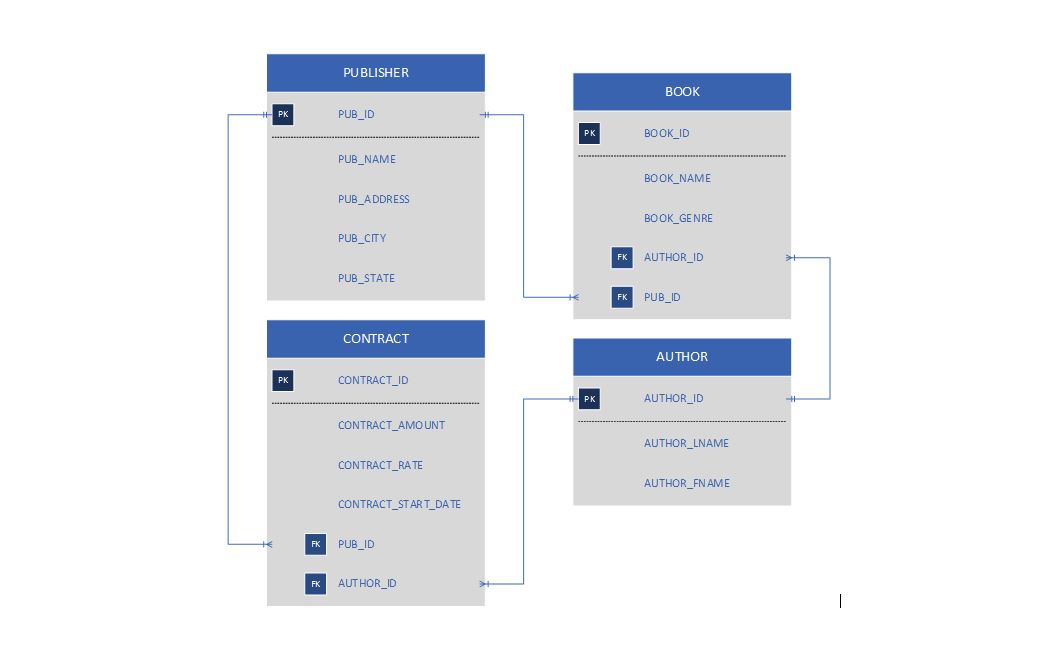 PUBLISHER
PK PUB_ID
PUB_NAME
PUB_ADDRESS
PUB_CITY
PUB_STATE
BOOK
PK BOOK_ID
BOOK_NAME
BOOK_GENRE
FK AUTHOR_ID
FK PUB_ID
CONTRACT
PK CONTRACT_ID
CONTRACT_AMOUNT
CONTRACT_RATE
CONTRACT_START_DATE
FK PUB_ID
FK AUTHOR_ID
AUTHOR
PK AUTHOR_ID
AUTHOR_LNAME
AUTHOR_FNAME